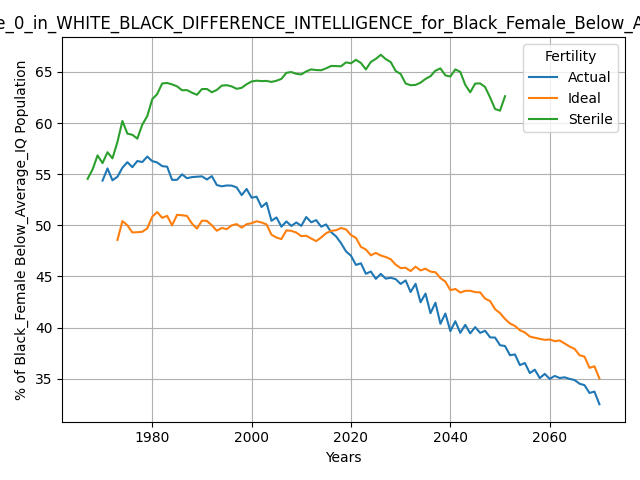 e_0_in_WHITE_BLACK_DIFFERENCE_INTELLIGENCE_for_Black_Female_Below_A
% of Black_Female Below_Average_IQ Population
65
60
55
50
45
40
35
1980
2000
2020
2040
2060
Years
Fertility
Actual
Ideal
Sterile